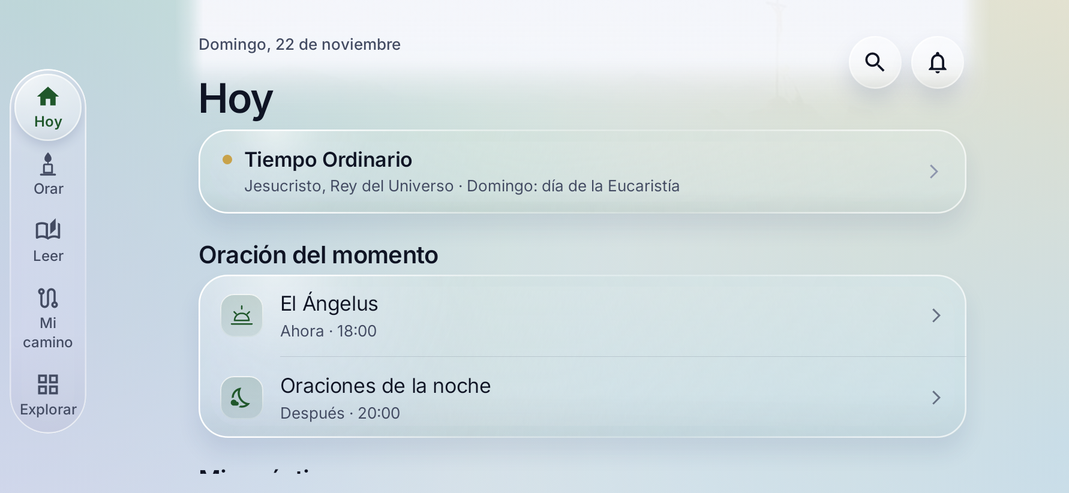 Domingo, 22 de noviembre
Hoy
Hoy
Orar
Leer
Mi
camino
Explorar
Tiempo Ordinario
Jesucristo, Rey del Universo · Domingo: día de la Eucaristía
Oración del momento
El Ángelus
Ahora · 18:00
Oraciones de la noche
Después · 20:00